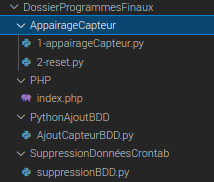 DossierProgrammesFinaux
AppairageCapteur
1-appairageCapteur.py
2-reset.py
PHP
index.php
PythonAjoutBDD
AjoutCapteurBDD.py
SuppressionDonnéesCrontab
suppressionBDD.py